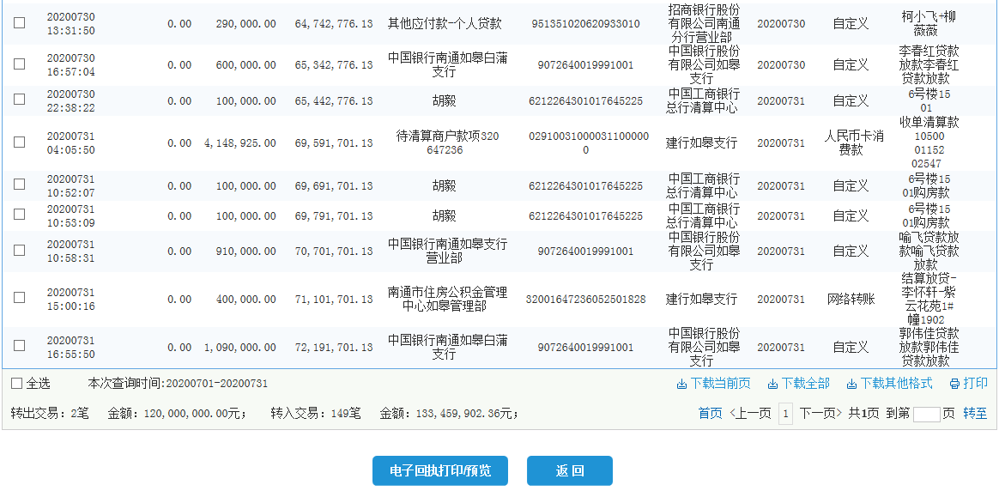 20200730 13:31:50 0.00 290,000.00 64,742,776.13 其他应付款-个人贷款 951351020620933010 招商银行股份有限公司南通分行营业部 20200730 自定义 柯小飞+柳薇薇
20200730 16:57:04 0.00 600,000.00 65,342,776.13 中国银行南通如皋白蒲支行 9072640019991001 中国银行股份有限公司如皋支行 20200730 自定义 李春红贷款放款李春红贷款放款
20200730 22:38:22 0.00 100,000.00 65,442,776.13 胡毅 6212264301017645225 中国工商银行总行清算中心 20200731 自定义 6号楼1501
20200731 04:05:50 0.00 4,148,925.00 69,591,701.13 待清算商户款项320647236 029100310000311000000 建行如皋支行 20200731 人民币卡消费款 收单清算款105000115202547
20200731 10:52:07 0.00 100,000.00 69,691,701.13 胡毅 6212264301017645225 中国工商银行总行清算中心 20200731 自定义 6号楼1501购房款
20200731 10:53:09 0.00 100,000.00 69,791,701.13 胡毅 6212264301017645225 中国工商银行总行清算中心 20200731 自定义 6号楼1501购房款
20200731 10:58:31 0.00 910,000.00 70,701,701.13 中国银行南通如皋支行营业部 9072640019991001 中国银行股份有限公司如皋支行 20200731 自定义 喻飞贷款放款喻飞贷款放款
20200731 15:00:16 0.00 400,000.00 71,101,701.13 南通市住房公积金管理中心如皋管理部 32001647236052501828 建行如皋支行 20200731 网络转账 结算放贷-李怀轩-紫云花苑1#幢1902
20200731 16:55:50 0.00 1,090,000.00 72,191,701.13 中国银行南通如皋白蒲支行 9072640019991001 中国银行股份有限公司如皋支行 20200731 自定义 郭伟佳贷款放款郭伟佳贷款放款
全选 本次查询时间:20200701-20200731 下载当前页 下载全部 下载其他格式 打印
转出交易：2笔 金额：120,000,000.00元； 转入交易：149笔 金额：133,459,902.36元； 首页 <上一页 1 下一页> 共1页 到第 页 转至
电子回执打印/预览 返 回